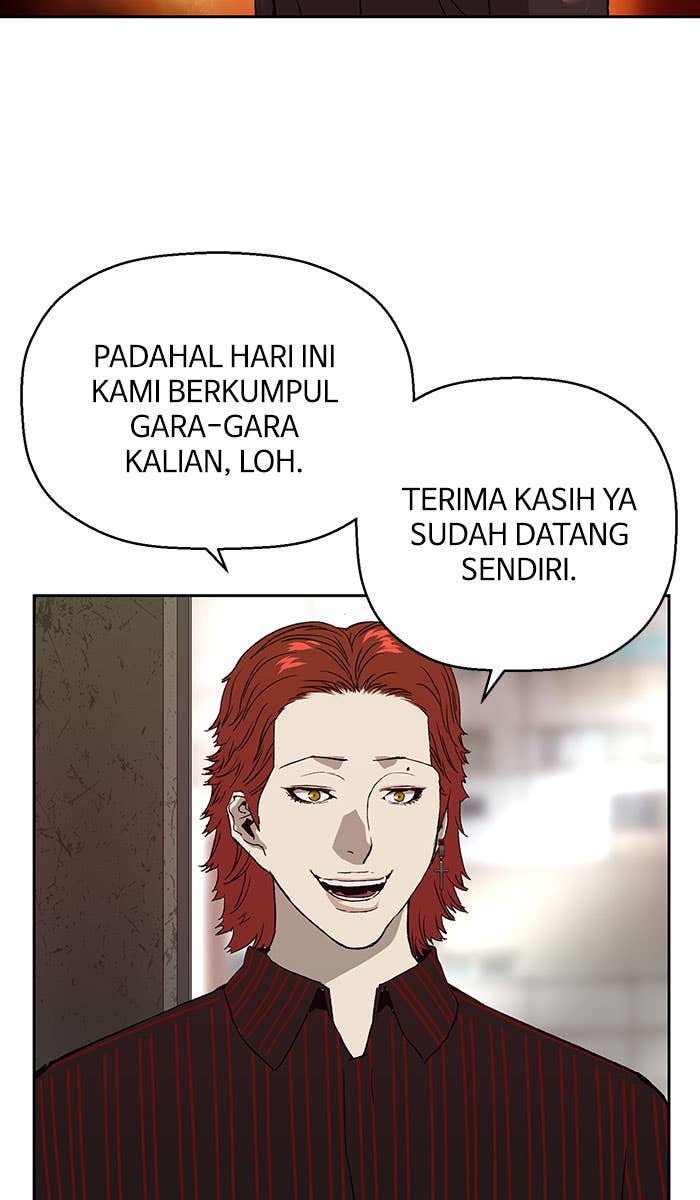 PADAHAL HARI INI
KAMI BERKUMPUL
GARA-GARA
KALIAN, LOH.
TERIMA KASIH YA
SUDAH DATANG
SENDIRI.